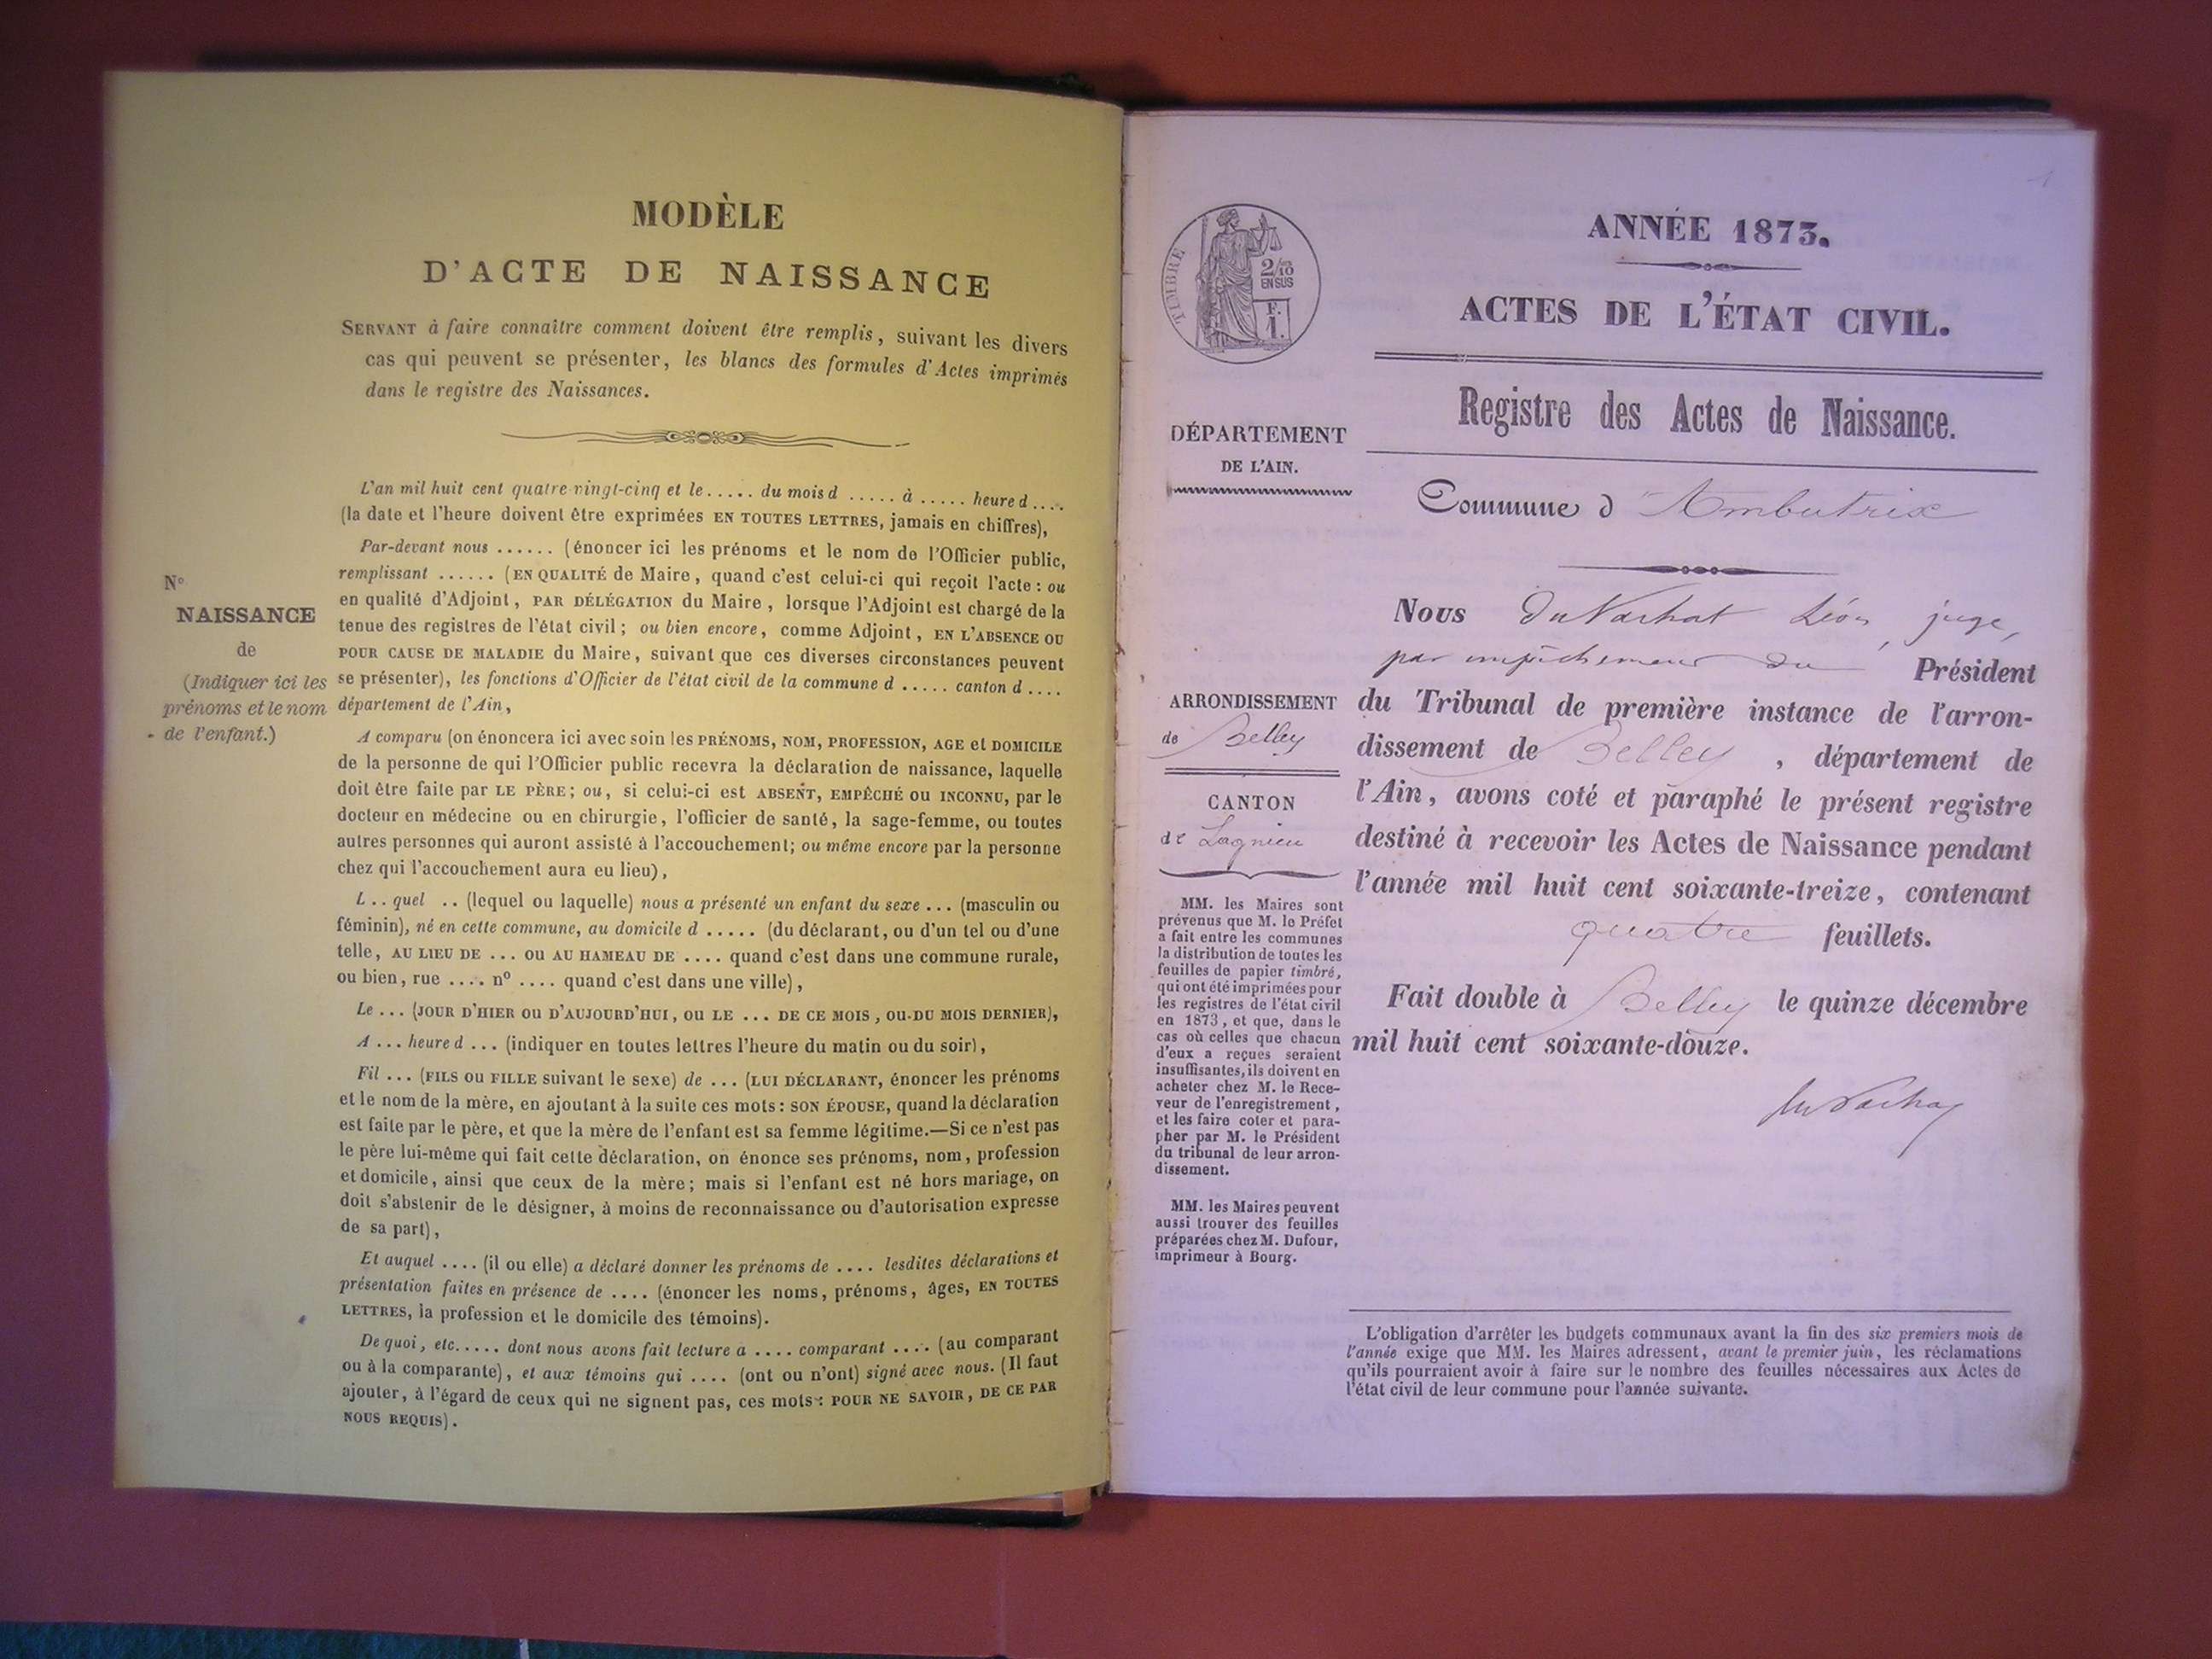 MODÈLE
D'ACTE DE NAISSANCE
SERVANT à faire connaître comment doivent être remplis, suivant les divers
cas qui peuvent se présenter, les blancs des formules d'Actes imprimés
dans le registre des Naissances.
L'an mil huit cent quatre-vingt-cinq et le ..... du mois d ..... à ..... heure d ....
(la date et l'heure doivent être exprimées EN TOUTES LETTRES, jamais en chiffres),
Par-devant nous ...... (énoncer ici les prénoms et le nom de l'Officier public,
remplissant ...... (EN QUALITÉ de Maire, quand c'est celui-ci qui reçoit l'acte : ou
en qualité d'Adjoint, PAR DÉLÉGATION du Maire, lorsque l'Adjoint est chargé de la
tenue des registres de l'état civil ; ou bien encore, comme Adjoint, EN L'ABSENCE OU
POUR CAUSE DE MALADIE du Maire, suivant que ces diverses circonstances peuvent
se présenter), les fonctions d'Officier de l'état civil de la commune d ..... canton d ....
département de l'Ain,
N°
NAISSANCE
de
(Indiquer ici les
prénoms et le nom
de l'enfant.)
A comparu (on énoncera ici avec soin les PRÉNOMS, NOM, PROFESSION, AGE et DOMICILE
de la personne de qui l'Officier public recevra la déclaration de naissance, laquelle
doit être faite par LE PÈRE ; ou, si celui-ci est ABSENT, EMPÊCHÉ OU INCONNU, par le
docteur en médecine ou en chirurgie, l'officier de santé, la sage-femme, ou toutes
autres personnes qui auront assisté à l'accouchement; ou même encore par la personne
chez qui l'accouchement aura eu lieu),
L .. quel .. (lequel ou laquelle) nous a présenté un enfant du sexe ... (masculin ou
féminin), né en cette commune, au domicile d ..... (du déclarant, ou d'un tel ou d'une
telle, AU LIEU DE ... OU AU HAMEAU DE .... quand c'est dans une commune rurale,
ou bien, rue .... n° .... quand c'est dans une ville),
Le ... (JOUR D'HIER OU D'AUJOURD'HUI, OU LE ... DE CE MOIS, OU DU MOIS DERNIER),
A ... heure d ... (indiquer en toutes lettres l'heure du matin ou du soir),
Fil ... (FILS OU FILLE suivant le sexe) de ... (LUI DÉCLARANT, énoncer les prénoms
et le nom de la mère, en ajoutant à la suite ces mots : SON ÉPOUSE, quand la déclaration
est faite par le père, et que la mère de l'enfant est sa femme légitime.—Si ce n'est pas
le père lui-même qui fait cette déclaration, on énonce ses prénoms, nom, profession
et domicile, ainsi que ceux de la mère; mais si l'enfant est né hors mariage, on
doit s'abstenir de le désigner, à moins de reconnaissance ou d'autorisation expresse
de sa part),
Et auquel .... (il ou elle) a déclaré donner les prénoms de .... lesdites déclarations et
présentation faites en présence de .... (énoncer les noms, prénoms, âges, EN TOUTES
LETTRES, la profession et le domicile des témoins).
De quoi, etc..... dont nous avons fait lecture a .... comparant .... (au comparant
ou à la comparante), et aux témoins qui .... (ont ou n'ont) signé avec nous. (Il faut
ajouter, à l'égard de ceux qui ne signent pas, ces mots : POUR NE SAVOIR, DE CE PAR
NOUS REQUIS).
1
TIMBRE
2/10
EN SUS
F.
1.
ANNÉE 1873.
ACTES DE L'ÉTAT CIVIL.
Registre des Actes de Naissance.
DÉPARTEMENT
DE L'AIN.
Commune d'Ambutrix
Nous Du Vachat Léon, juge,
par empêchement du Président
du Tribunal de première instance de l'arron-
dissement de Belley, département de
l'Ain, avons coté et paraphé le présent registre
destiné à recevoir les Actes de Naissance pendant
l'année mil huit cent soixante-treize, contenant
quatre feuillets.
Fait double à Belley le quinze décembre
mil huit cent soixante-douze.
Du Vachat
ARRONDISSEMENT
de Belley
CANTON
de Lagnieu
MM. les Maires sont
prévenus que M. le Préfet
a fait entre les communes
la distribution de toutes les
feuilles de papier timbré,
qui ont été imprimées pour
les registres de l'état civil
en 1873, et que, dans le
cas où celles que chacun
d'eux a reçues seraient
insuffisantes, ils doivent en
acheter chez M. le Rece-
veur de l'enregistrement,
et les faire coter et para-
pher par M. le Président
du tribunal de leur arron-
dissement.
MM. les Maires peuvent
aussi trouver des feuilles
préparées chez M. Dufour,
imprimeur à Bourg.
L'obligation d'arrêter les budgets communaux avant la fin des six premiers mois de
l'année exige que MM. les Maires adressent, avant le premier juin, les réclamations
qu'ils pourraient avoir à faire sur le nombre des feuilles nécessaires aux Actes de
l'état civil de leur commune pour l'année suivante.